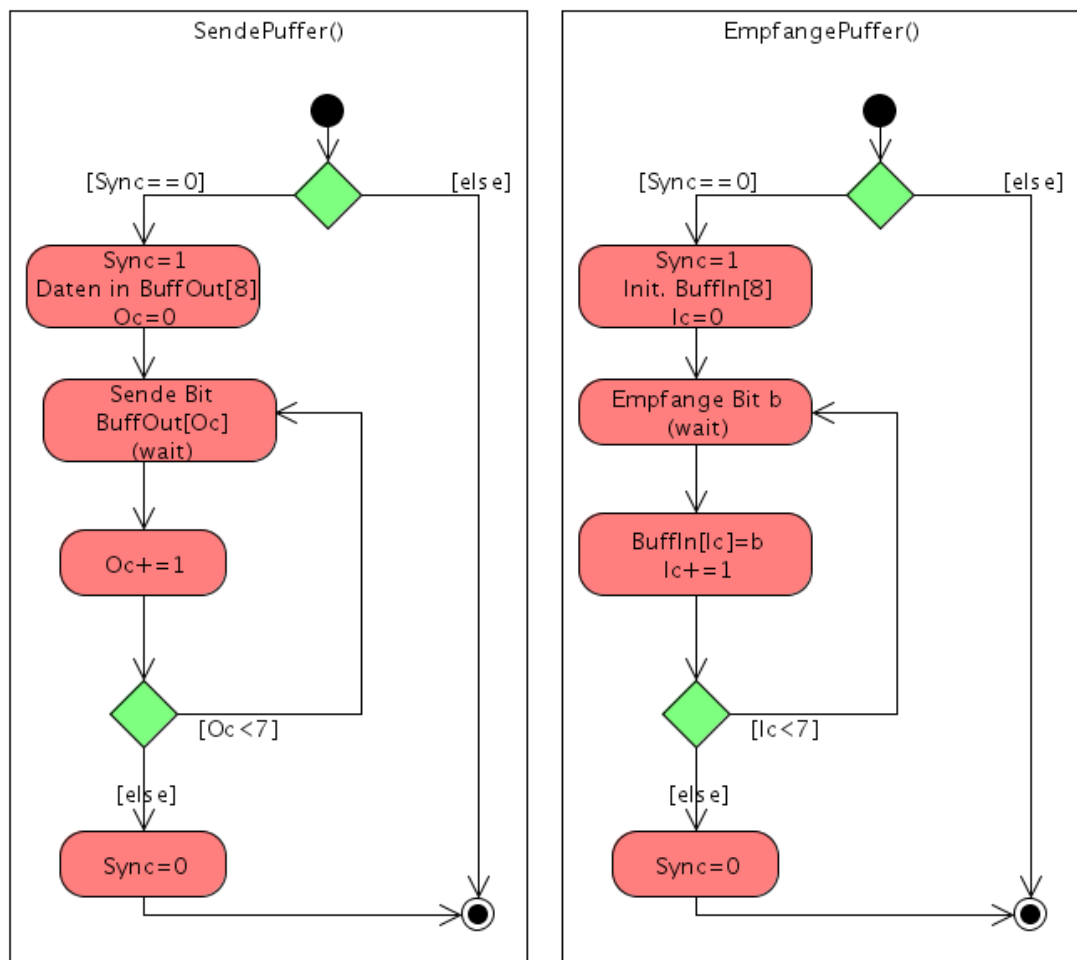 SendePuffer()
[Sync==0]
[else]
Sync=1
Daten in BuffOut[8]
Oc=0
Sende Bit
BuffOut[Oc]
(wait)
Oc+=1
[Oc<7]
[else]
Sync=0
EmpfangePuffer()
[Sync==0]
[else]
Sync=1
Init. BuffIn[8]
Ic=0
Empfange Bit b
(wait)
BuffIn[Ic]=b
Ic+=1
[Ic<7]
[else]
Sync=0